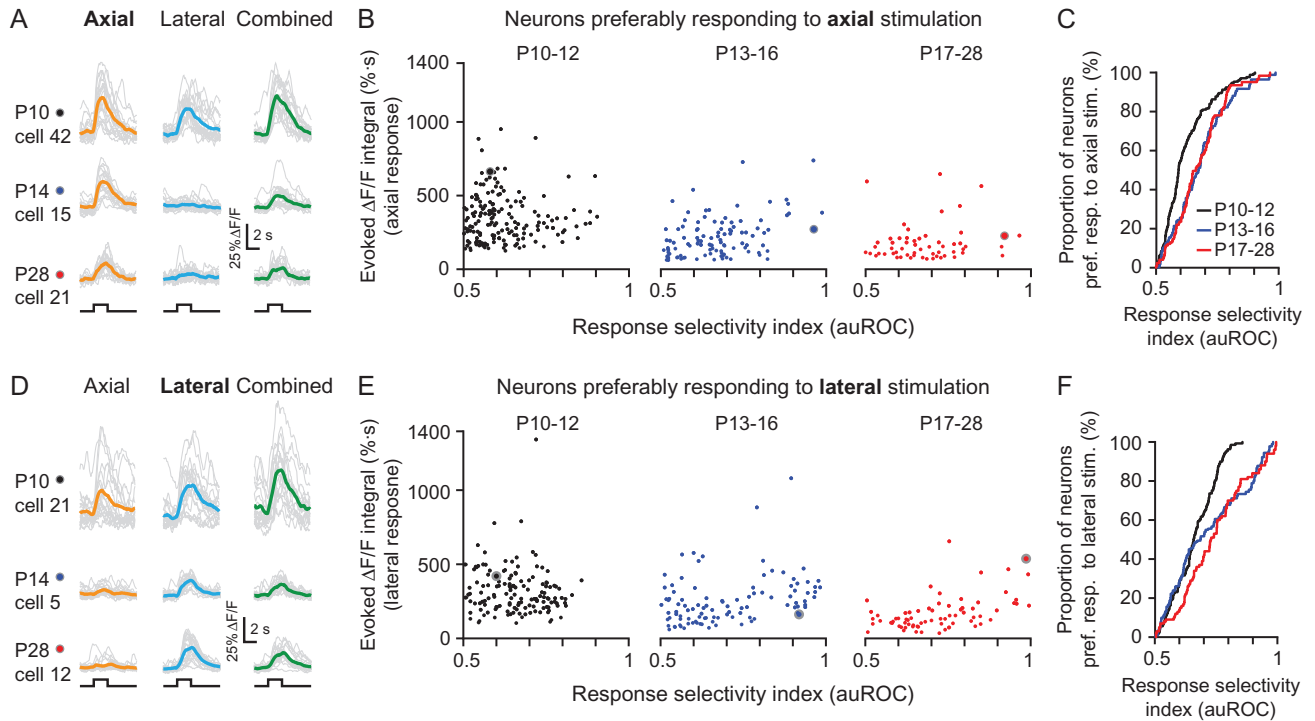 A
Axial
Lateral
Combined
P10
cell 42
P14
cell 15
P28
cell 21
25% ΔF/F
2 s
B
Neurons preferably responding to axial stimulation
P10-12
P13-16
P17-28
Evoked ΔF/F integral (%·s)
(axial response)
1400
1000
500
0
0.5
1
0.5
1
0.5
1
Response selectivity index (auROC)
C
Proportion of neurons
pref. resp. to axial stim. (%)
100
80
60
40
20
0
P10-12
P13-16
P17-28
0.5
1
Response selectivity
index (auROC)
D
Axial
Lateral
Combined
P10
cell 21
P14
cell 5
P28
cell 12
25% ΔF/F
2 s
E
Neurons preferably responding to lateral stimulation
P10-12
P13-16
P17-28
Evoked ΔF/F integral (%·s)
(lateral resposne)
1400
1000
500
0
0.5
1
0.5
1
0.5
1
Response selectivity index (auROC)
F
Proportion of neurons
pref. resp. to lateral stim. (%)
100
80
60
40
20
0
0.5
1
Response selectivity
index (auROC)